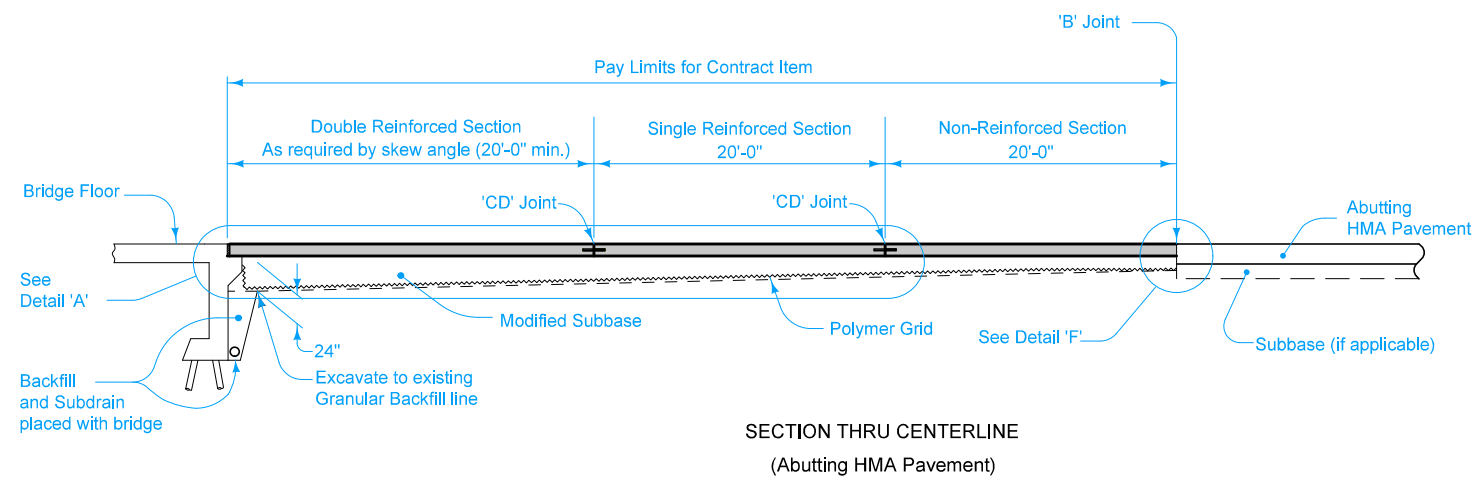 'B' Joint
Pay Limits for Contract Item
Double Reinforced Section
As required by skew angle (20'-0" min.)
Single Reinforced Section
20'-0"
Non-Reinforced Section
20'-0"
Bridge Floor
'CD' Joint
'CD' Joint
Abutting
HMA Pavement
See
Detail 'A'
Modified Subbase
Polymer Grid
See Detail 'F'
Subbase (if applicable)
24"
Backfill
and Subdrain
placed with bridge
Excavate to existing
Granular Backfill line
SECTION THRU CENTERLINE
(Abutting HMA Pavement)